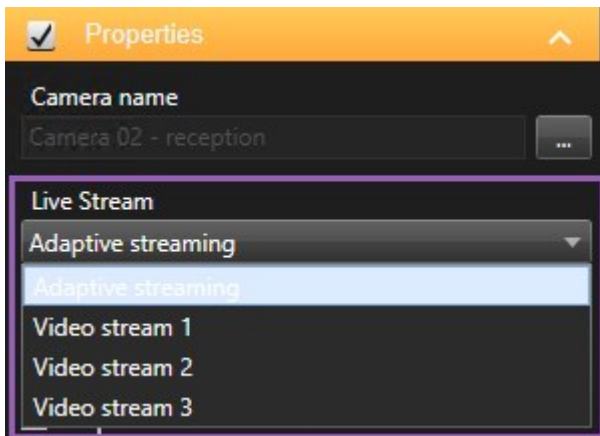 Properties
Camera name
Camera 02 - reception
...
Live Stream
Adaptive streaming
Adaptive streaming
Video stream 1
Video stream 2
Video stream 3